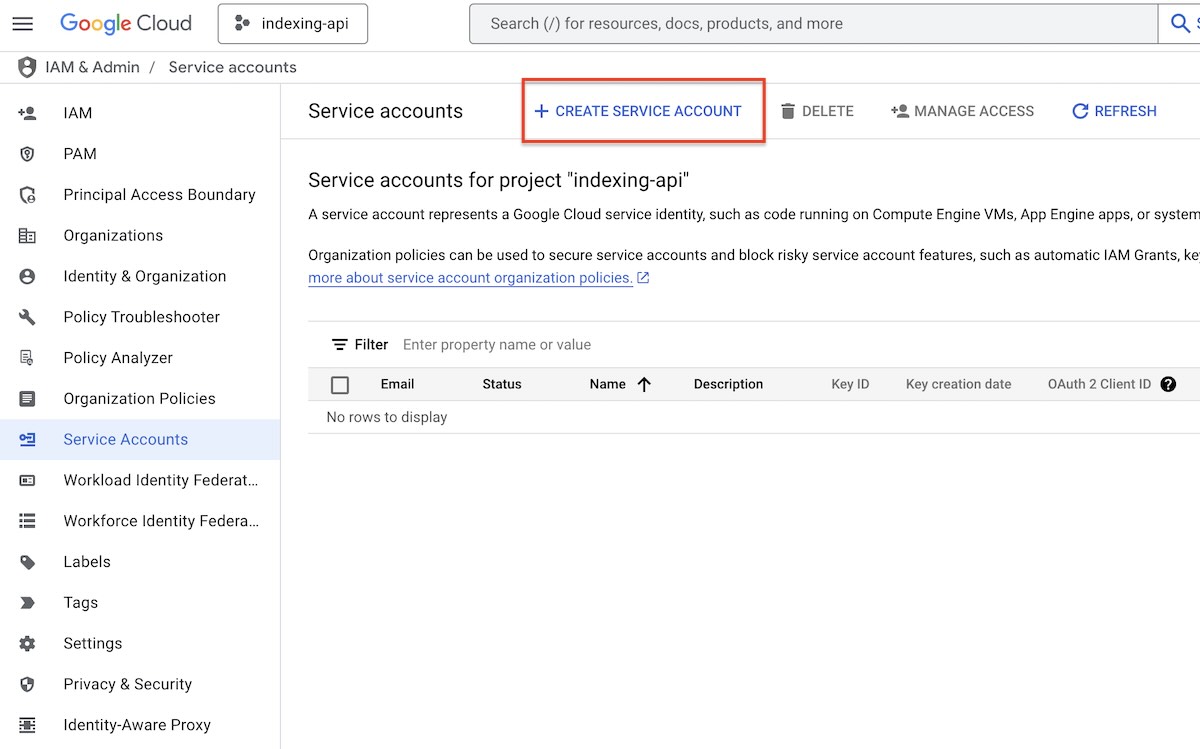 Google Cloud
indexing-api
Search (/) for resources, docs, products, and more
IAM & Admin / Service accounts
IAM
PAM
Principal Access Boundary
Organizations
Identity & Organization
Policy Troubleshooter
Policy Analyzer
Organization Policies
Service Accounts
Workload Identity Federat...
Workforce Identity Federa...
Labels
Tags
Settings
Privacy & Security
Identity-Aware Proxy
Service accounts
+ CREATE SERVICE ACCOUNT
DELETE
MANAGE ACCESS
REFRESH
Service accounts for project "indexing-api"
A service account represents a Google Cloud service identity, such as code running on Compute Engine VMs, App Engine apps, or system
Organization policies can be used to secure service accounts and block risky service account features, such as automatic IAM Grants,
more about service account organization policies.
Filter Enter property name or value
Email Status Name Description Key ID Key creation date OAuth 2 Client ID ?
No rows to display